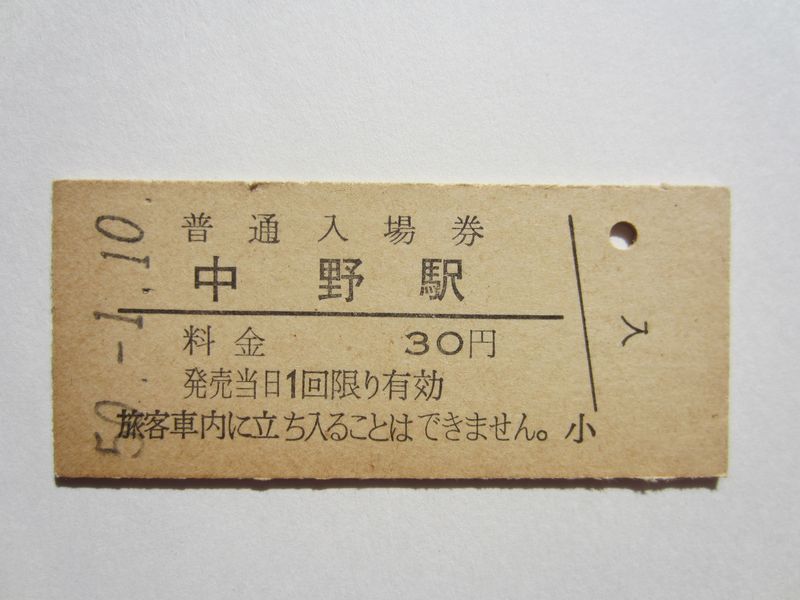 普通入場券
中野駅
料金 30円
発売当日1回限り有効
旅客車内に立ち入ることはできません。 小
入
50.-1.10.